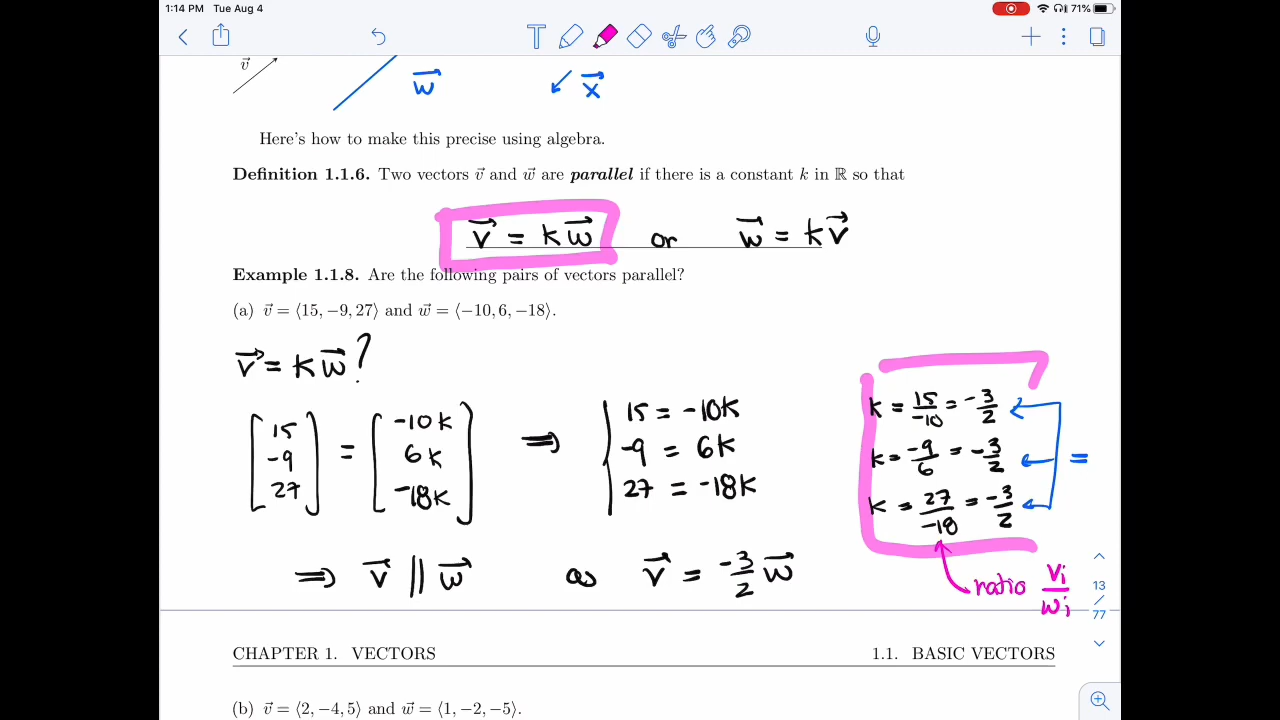 1:14 PM Tue Aug 4
71%
T
v⃗
w⃗
x⃗
Here's how to make this precise using algebra.
Definition 1.1.6. Two vectors v⃗ and w⃗ are parallel if there is a constant k in ℝ so that
v⃗ = k w⃗ or w⃗ = k v⃗
Example 1.1.8. Are the following pairs of vectors parallel?
(a) v⃗ = ⟨15, −9, 27⟩ and w⃗ = ⟨−10, 6, −18⟩.
v⃗ = k w⃗ ?
[15 -9 27] = [-10k 6k -18k] ⟹
15 = -10k
-9 = 6k
27 = -18k
k = 15/-10 = -3/2
k = -9/6 = -3/2
k = 27/-18 = -3/2
=
⟹ v⃗ || w⃗ as v⃗ = -3/2 w⃗
ratio vi/wi
13
/
77
CHAPTER 1. VECTORS 1.1. BASIC VECTORS
(b) v⃗ = ⟨2, −4, 5⟩ and w⃗ = ⟨1, −2, −5⟩.